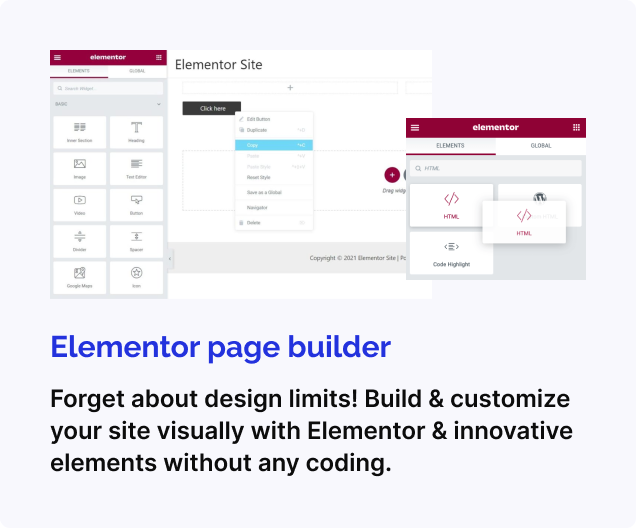 elementor
Elementor Site
ELEMENTS
GLOBAL
Search Widget...
BASIC
Click here
Edit Button
Duplicate
Copy
Paste
Paste Style
Reset Style
Save as a Global
Navigator
Delete
Inner Section
Heading
Image
Text Editor
Video
Button
Divider
Spacer
Google Maps
Icon
Drag widg
Copyright © 2021 Elementor Site | Po
elementor
ELEMENTS
GLOBAL
HTML
HTML
HTML
Code Highlight
Elementor page builder
Forget about design limits! Build & customize
your site visually with Elementor & innovative
elements without any coding.